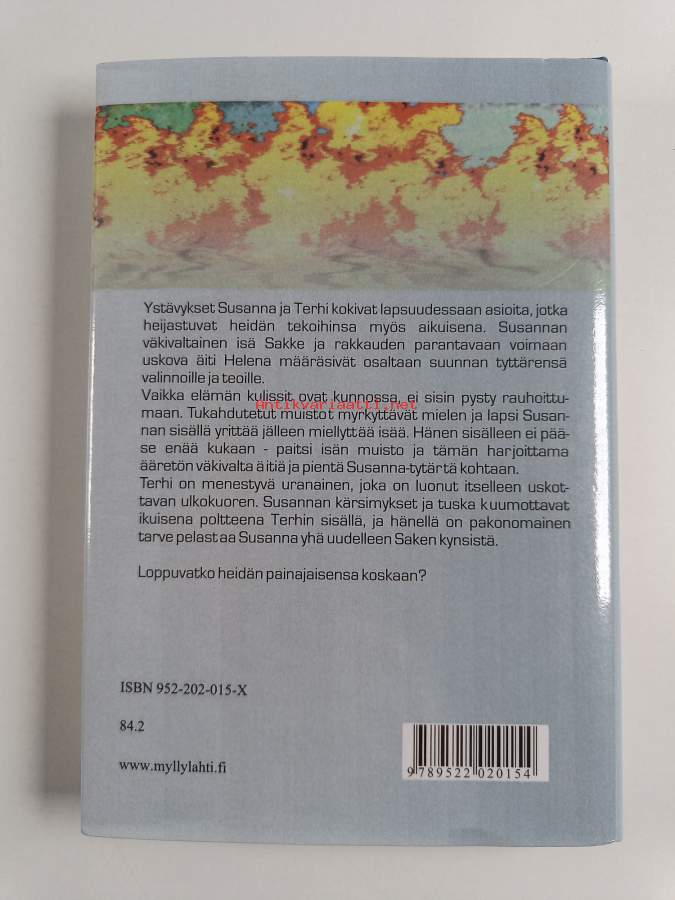 Ystävykset Susanna ja Terhi kokivat lapsuudessaan asioita, jotka
heijastuvat heidän tekoihinsa myös aikuisena. Susannan
väkivaltainen isä Sakke ja rakkauden parantavaan voimaan
uskova äiti Helena määräsivät osaltaan suunnan tyttärensä
valinnoille ja teoille.
Vaikka elämän kulissit ovat kunnossa, ei sisin pysty rauhoittu-
Antikvariaatti.net
maan. Tukahdutetut muistot myrkyttävät mielen ja lapsi Susan-
nan sisällä yrittää jälleen miellyttää isää. Hänen sisälleen ei pää-
se enää kukaan - paitsi isän muisto ja tämän harjoittama
ääretön väkivalta äitiä ja pientä Susanna-tytärtä kohtaan.
Terhi on menestyvä uranainen, joka on luonut itselleen uskot-
tavan ulkokuoren. Susannan kärsimykset ja tuska kuumottavat
ikuisena poltteena Terhin sisällä, ja hänellä on pakonomainen
tarve pelastaa Susanna yhä uudelleen Saken kynsistä.
Loppuvatko heidän painajaisensa koskaan?
ISBN 952-202-015-X
84.2
www.myllylahti.fi
9 789522 020154